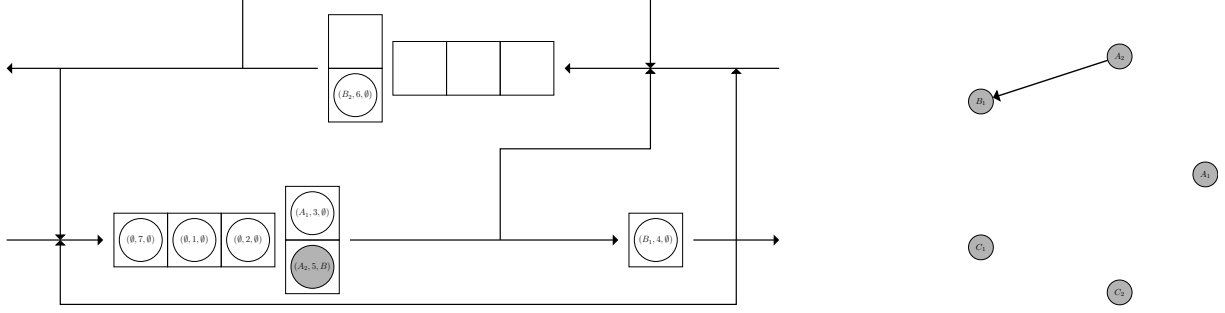 (B₂, 6, ∅)
A₂
B₁
A₁
(A₁, 3, ∅)
(∅, 7, ∅) (∅, 1, ∅) (∅, 2, ∅)
(B₁, 4, ∅)
(A₂, 5, B)
C₁
C₂